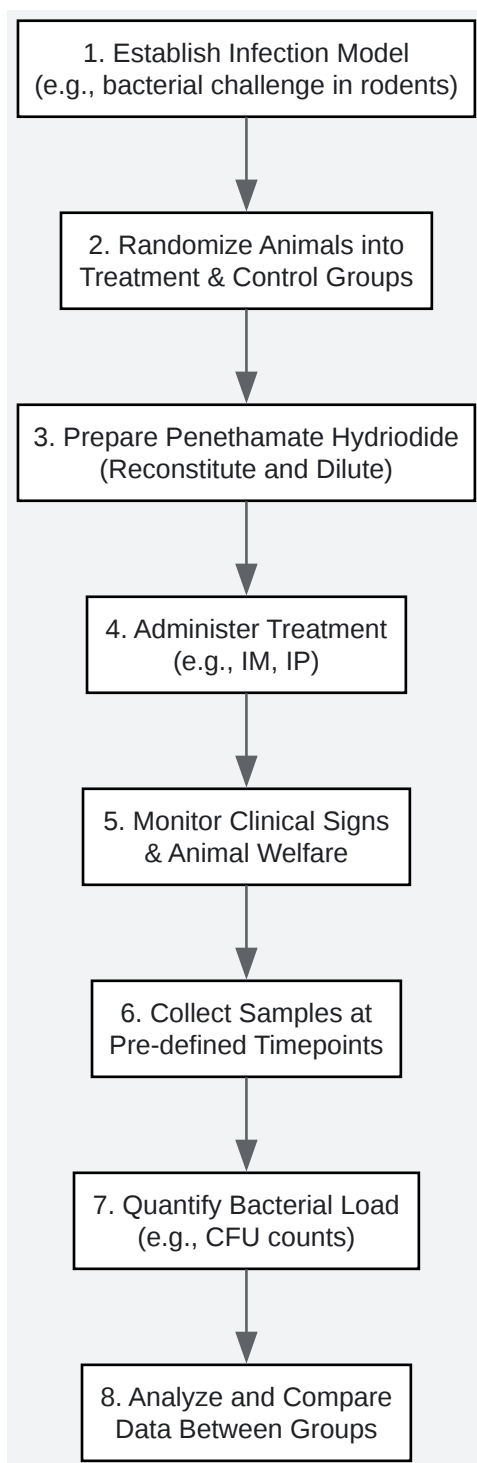 1. Establish Infection Model
(e.g., bacterial challenge in rodents)
2. Randomize Animals into
Treatment & Control Groups
3. Prepare Penethamate Hydriodide
(Reconstitute and Dilute)
4. Administer Treatment
(e.g., IM, IP)
5. Monitor Clinical Signs
& Animal Welfare
6. Collect Samples at
Pre-defined Timepoints
7. Quantify Bacterial Load
(e.g., CFU counts)
8. Analyze and Compare
Data Between Groups